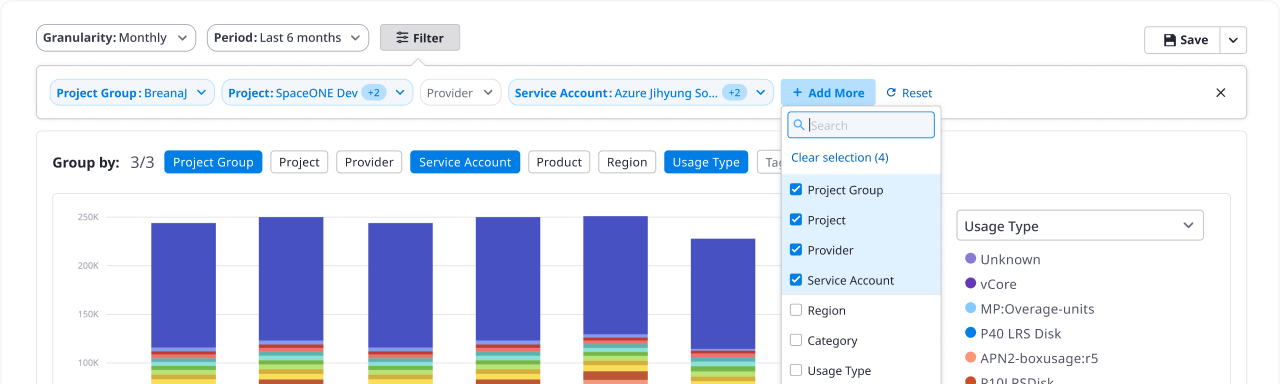 Granularity: Monthly Period: Last 6 months Filter Save
Project Group: BreanaJ Project: SpaceONE Dev +2 Provider Service Account: Azure Jihyung So... +2 + Add More Reset
Search
Group by: 3/3 Project Group Project Provider Service Account Product Region Usage Type
Clear selection (4)
Project Group
Project
Provider
Service Account
Region
Category
Usage Type
250K
200K
150K
100K
Usage Type
Unknown
vCore
MP:Overage-units
P40 LRS Disk
APN2-boxusage:r5
P10LRSDisk